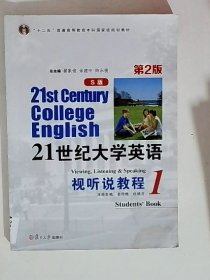 "十二五"普通高等教育本科国家级规划教材
第2版
S版
21st Century
College
English
21世纪大学英语
Viewing, Listening & Speaking
视听说教程 1
Students' Book
复旦大学出版社